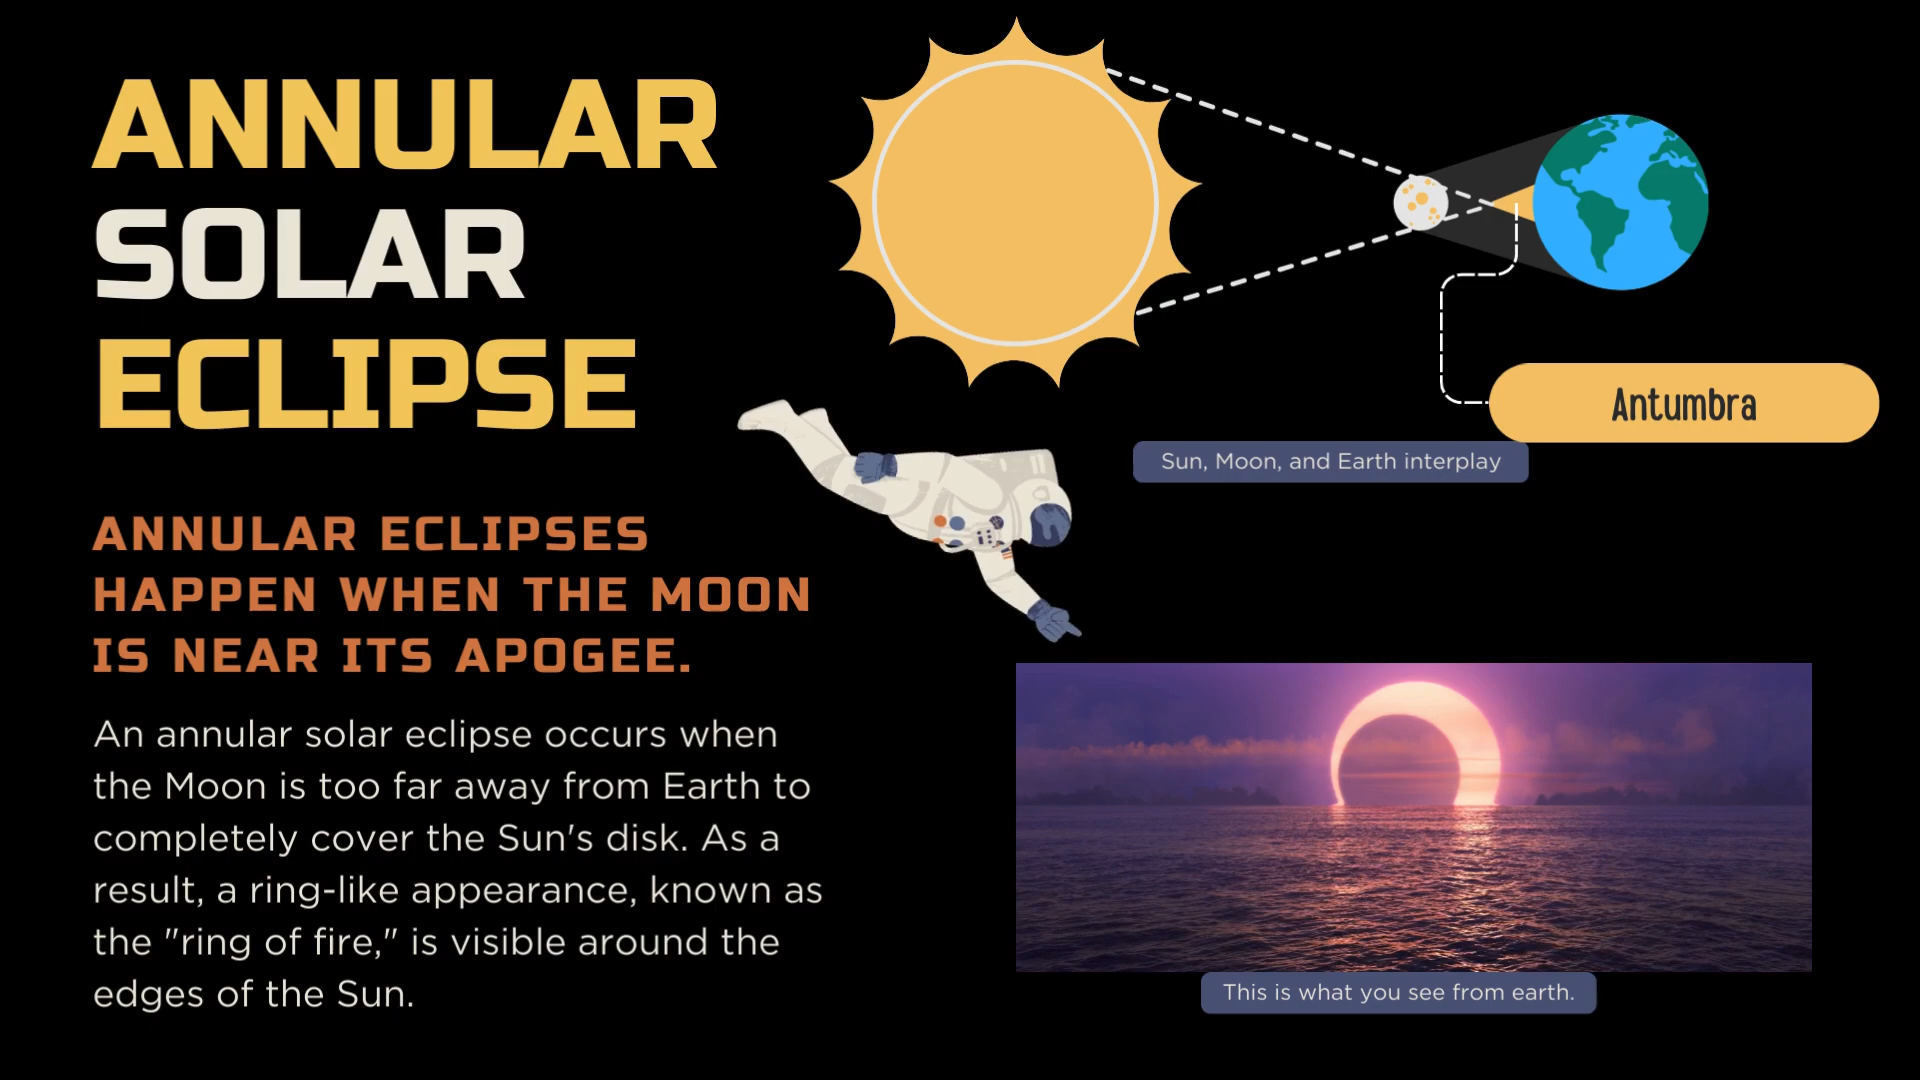 ANNULAR
SOLAR
ECLIPSE
ANNULAR ECLIPSES
HAPPEN WHEN THE MOON
IS NEAR ITS APOGEE.
An annular solar eclipse occurs when
the Moon is too far away from Earth to
completely cover the Sun's disk. As a
result, a ring-like appearance, known as
the "ring of fire," is visible around the
edges of the Sun.
Antumbra
Sun, Moon, and Earth interplay
This is what you see from earth.